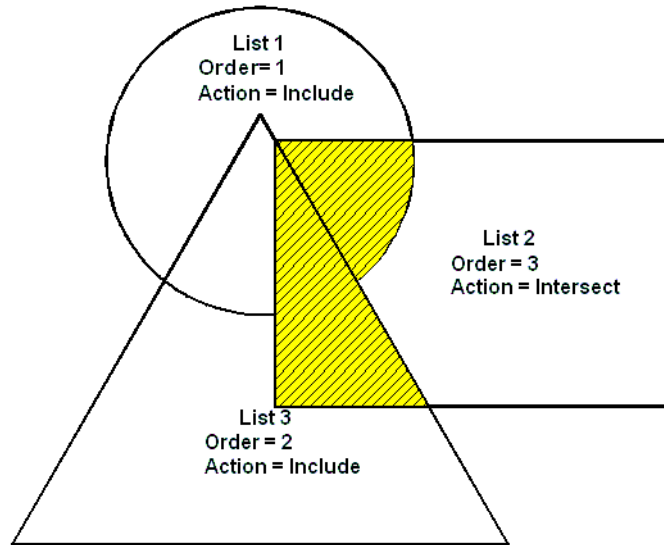 List 1
Order= 1
Action = Include
List 2
Order = 3
Action = Intersect
List 3
Order = 2
Action = Include